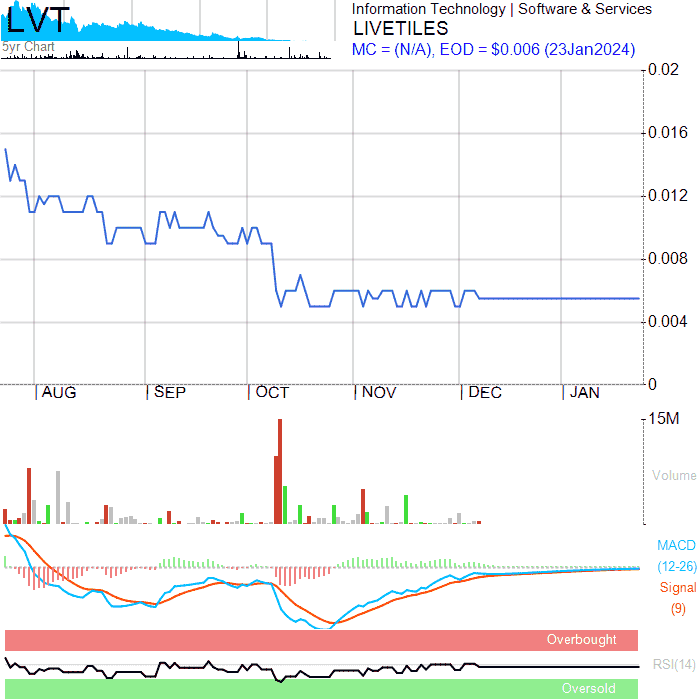 LVT
Information Technology | Software & Services
LIVETILES
5yr Chart
MC = (N/A), EOD = $0.006 (23Jan2024)
0.02
0.016
0.012
0.008
0.004
0
AUG
SEP
OCT
NOV
DEC
JAN
15M
Volume
MACD
(12-26)
Signal
(9)
Overbought
RSI(14)
Oversold